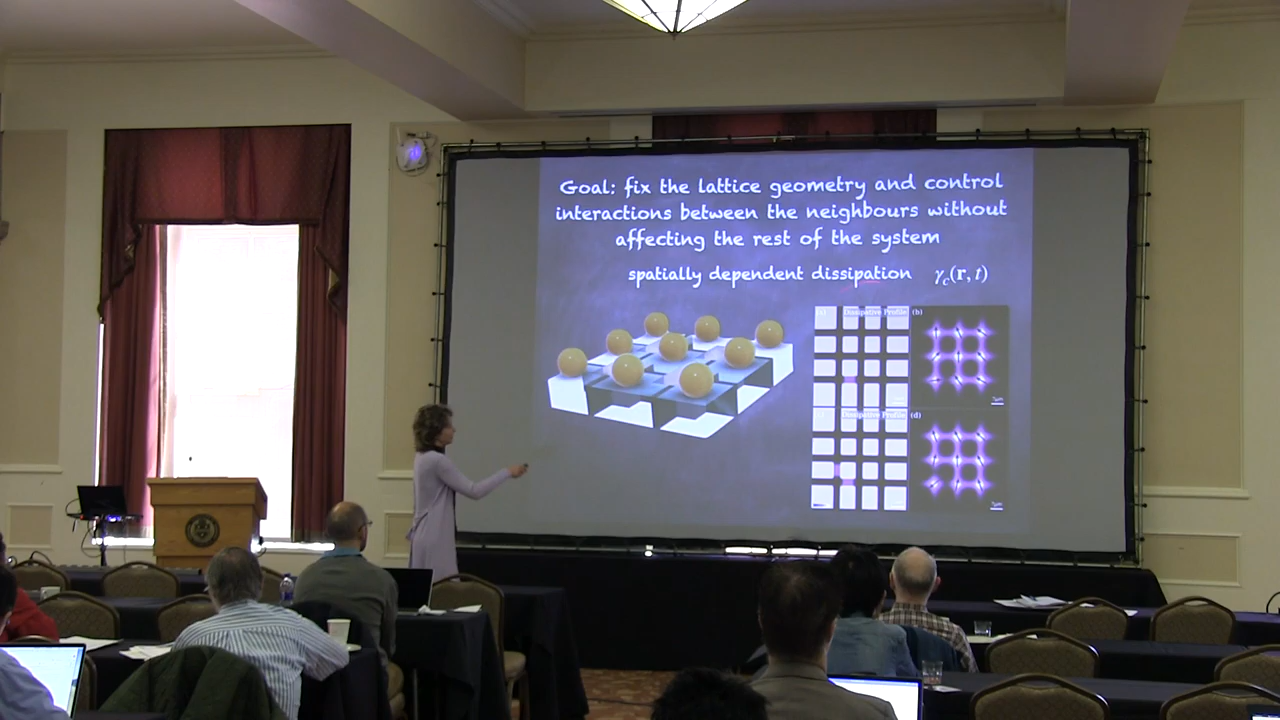 Goal: fix the lattice geometry and control
interactions between the neighbours without
affecting the rest of the system
spatially dependent dissipation γc(r, t)
(a) Dissipative Profile (b)
Dissipative Profile (d)